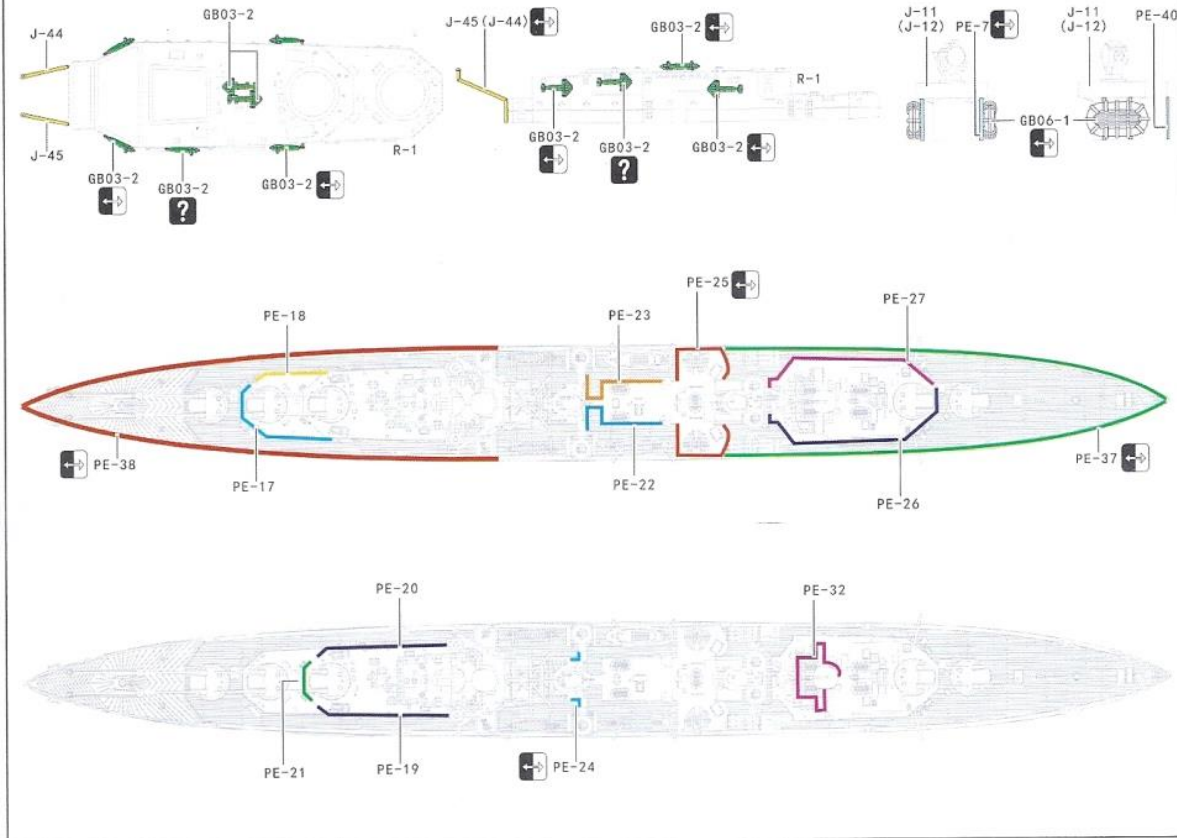 GB03-2
J-44
J-45
GB03-2
GB03-2
?
GB03-2
R-1
J-45(J-44)
GB03-2
R-1
GB03-2
GB03-2
?
GB03-2
J-11
(J-12)
PE-7
J-11
(J-12)
PE-40
GB06-1
PE-18
PE-23
PE-25
PE-27
PE-38
PE-17
PE-22
PE-26
PE-37
PE-20
PE-32
PE-21
PE-19
PE-24